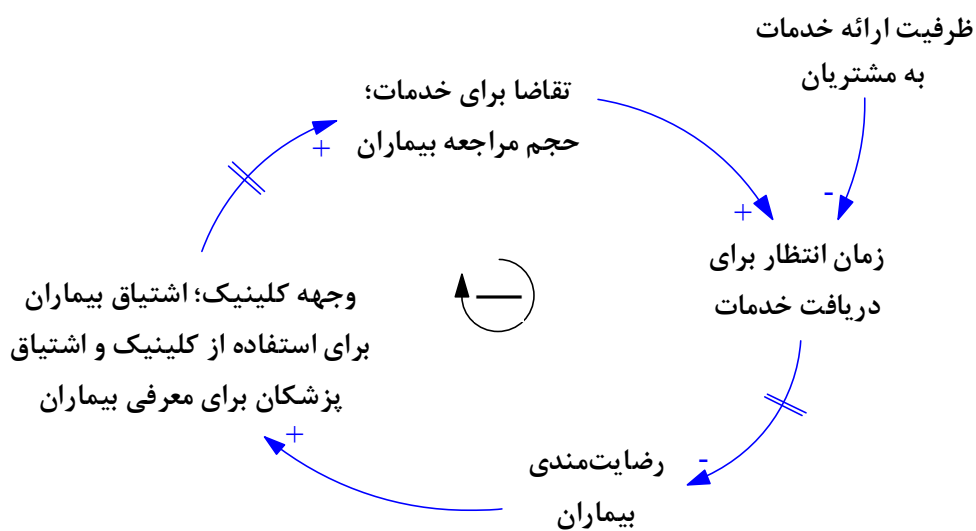 ظرفیت ارائه خدمات
به مشتریان
تقاضا برای خدمات؛
حجم مراجعه بیماران
+
-
+
زمان انتظار برای
دریافت خدمات
وجهه کلینیک؛ اشتیاق بیماران
برای استفاده از کلینیک و اشتیاق
پزشکان برای معرفی بیماران
+
-
رضایت‌مندی
بیماران